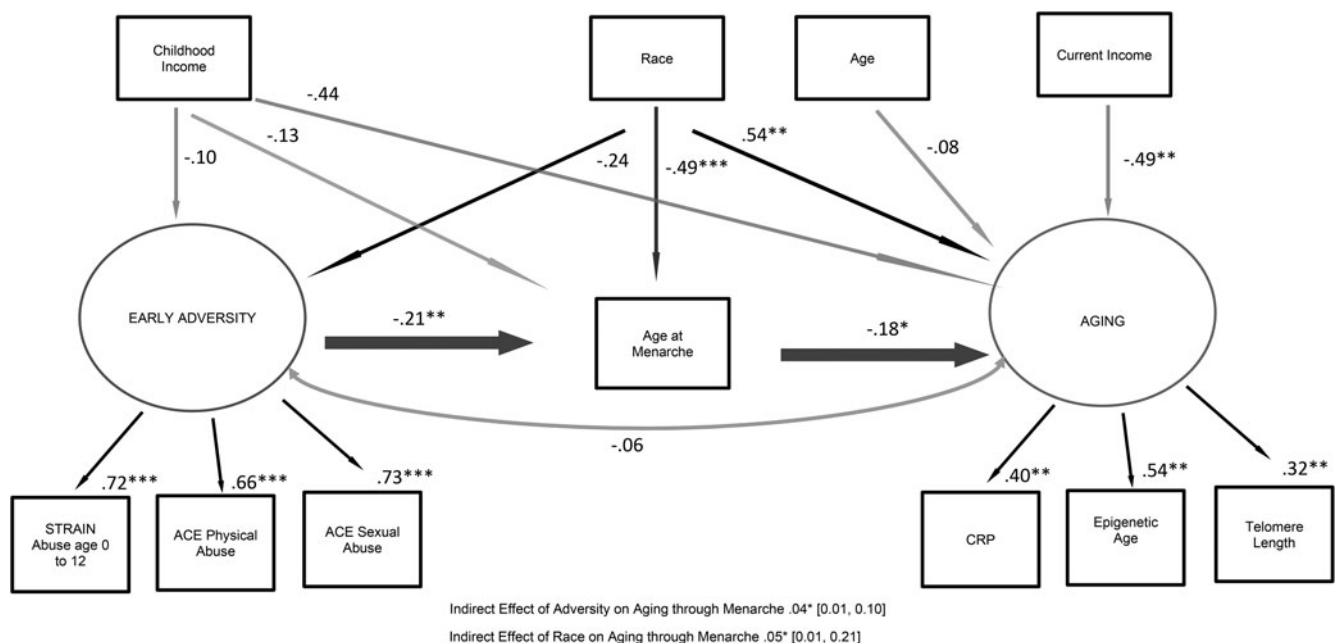 Childhood
Income
Race
Age
Current Income
-.44
-.13
-.10
-.24
-.49***
.54**
-.08
-.49**
EARLY ADVERSITY
-.21**
Age at
Menarche
-.18*
AGING
-.06
.72***
.66***
.73***
.40**
.54**
.32**
STRAIN
Abuse age 0
to 12
ACE Physical
Abuse
ACE Sexual
Abuse
CRP
Epigenetic
Age
Telomere
Length
Indirect Effect of Adversity on Aging through Menarche .04* [0.01, 0.10]
Indirect Effect of Race on Aging through Menarche .05* [0.01, 0.21]